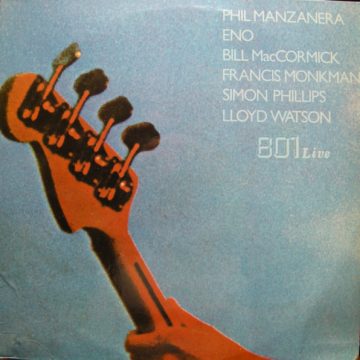 PHIL MANZANERA
ENO
BILL MacCORMICK
FRANCIS MONKMAN
SIMON PHILLIPS
LLOYD WATSON
801 Live